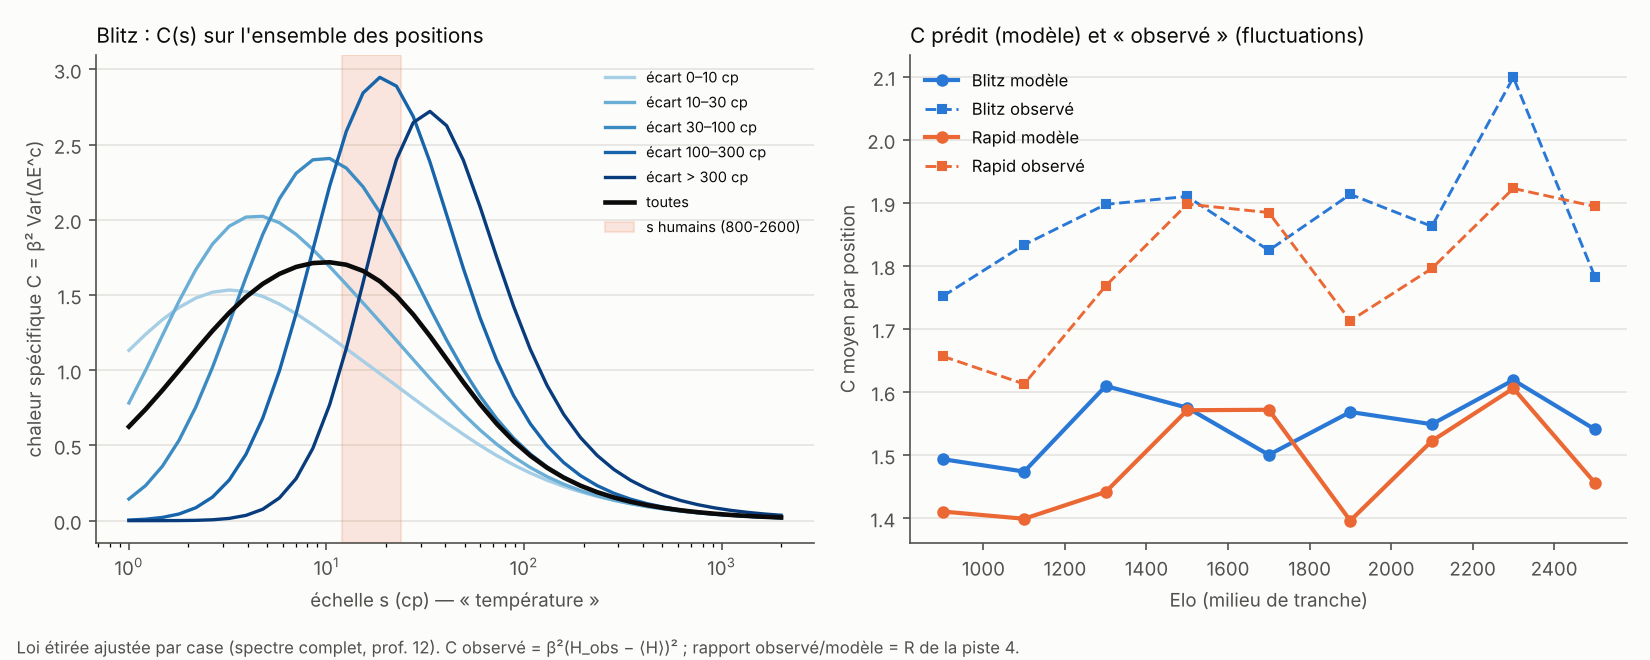 Blitz : C(s) sur l'ensemble des positions
chaleur spécifique C = β² Var(ΔE^c)
3.0
2.5
2.0
1.5
1.0
0.5
0.0
10⁰
10¹
10²
10³
échelle s (cp) — « température »
écart 0–10 cp
écart 10–30 cp
écart 30–100 cp
écart 100–300 cp
écart > 300 cp
toutes
s humains (800-2600)
C prédit (modèle) et « observé » (fluctuations)
C moyen par position
2.1
2.0
1.9
1.8
1.7
1.6
1.5
1.4
1000
1200
1400
1600
1800
2000
2200
2400
Elo (milieu de tranche)
Blitz modèle
Blitz observé
Rapid modèle
Rapid observé
Loi étirée ajustée par case (spectre complet, prof. 12). C observé = β²(H_obs − ⟨H⟩)² ; rapport observé/modèle = R de la piste 4.